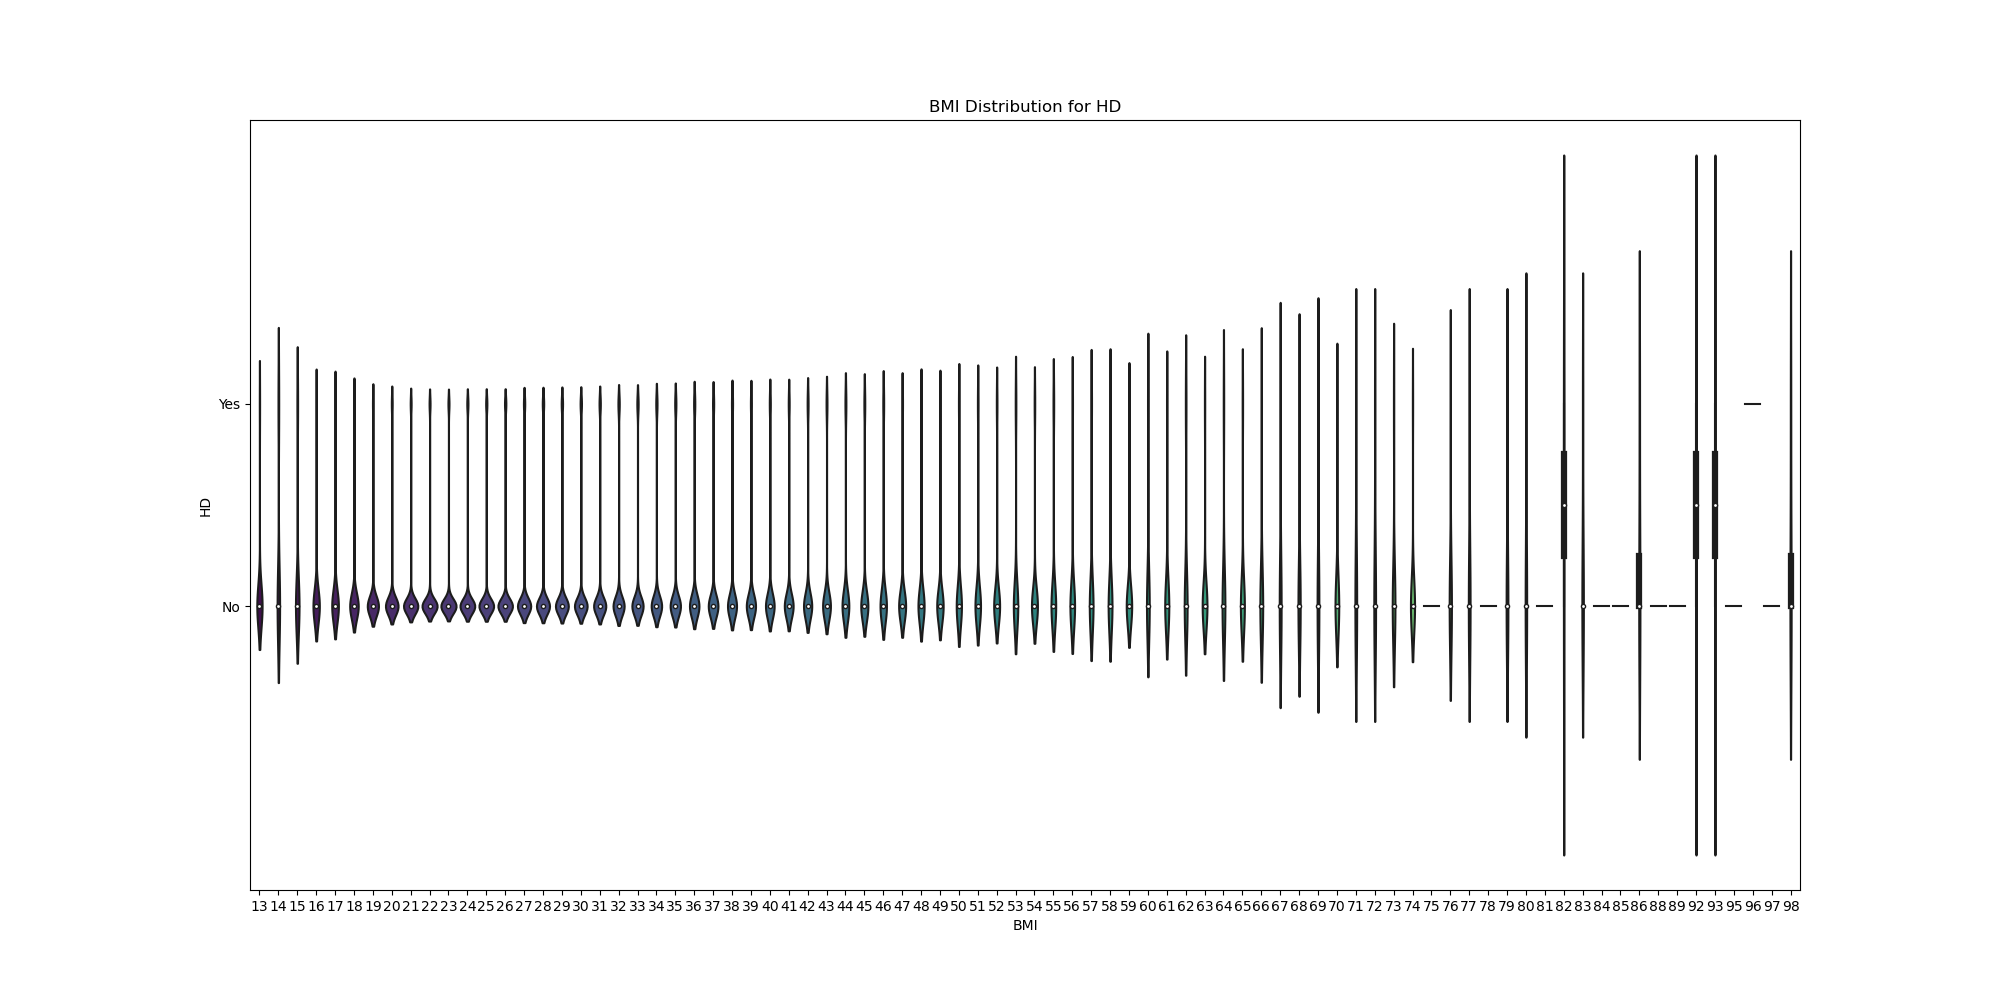 BMI Distribution for HD
Yes
HD
No
13 14 15 16 17 18 19 20 21 22 23 24 25 26 27 28 29 30 31 32 33 34 35 36 37 38 39 40 41 42 43 44 45 46 47 48 49 50 51 52 53 54 55 56 57 58 59 60 61 62 63 64 65 66 67 68 69 70 71 72 73 74 75 76 77 78 79 80 81 82 83 84 85 86 88 89 92 93 95 96 97 98
BMI